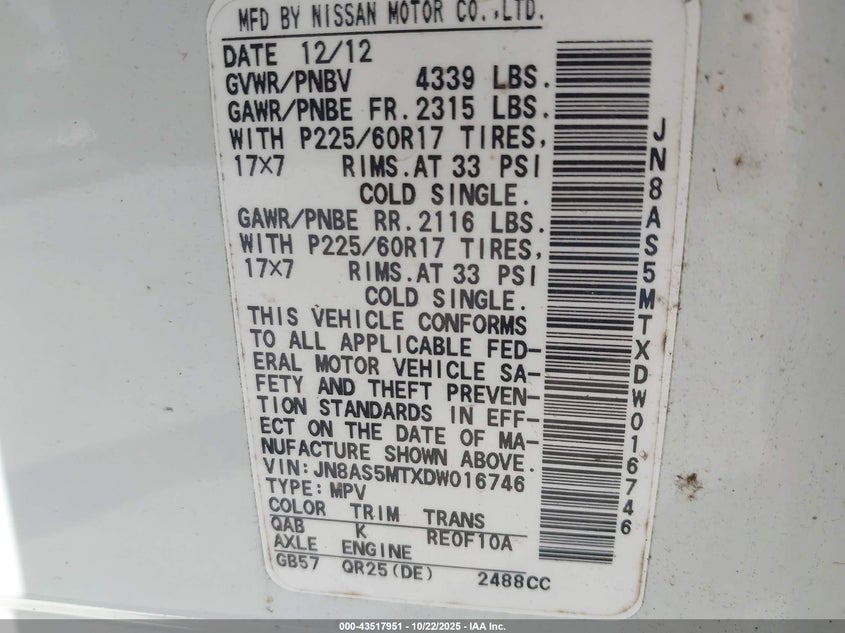 MFD BY NISSAN MOTOR CO.,LTD.
DATE 12/12
GVWR/PNBV 4339 LBS.
GAWR/PNBE FR.2315 LBS.
WITH P225/60R17 TIRES,
17X7 RIMS.AT 33 PSI
COLD SINGLE.
GAWR/PNBE RR.2116 LBS.
WITH P225/60R17 TIRES,
17X7 RIMS.AT 33 PSI
COLD SINGLE.
THIS VEHICLE CONFORMS
TO ALL APPLICABLE FED-
ERAL MOTOR VEHICLE SA-
FETY AND THEFT PREVEN-
TION STANDARDS IN EFF-
ECT ON THE DATE OF MA-
NUFACTURE SHOWN ABOVE.
VIN:JN8AS5MTXDW016746
TYPE:MPV
COLOR TRIM TRANS
QAB K RE0F10A
AXLE ENGINE
GB57 QR25(DE) 2488CC
JN8AS5MTXDW016746
000-43517951 - 10/22/2025 - IAA Inc.